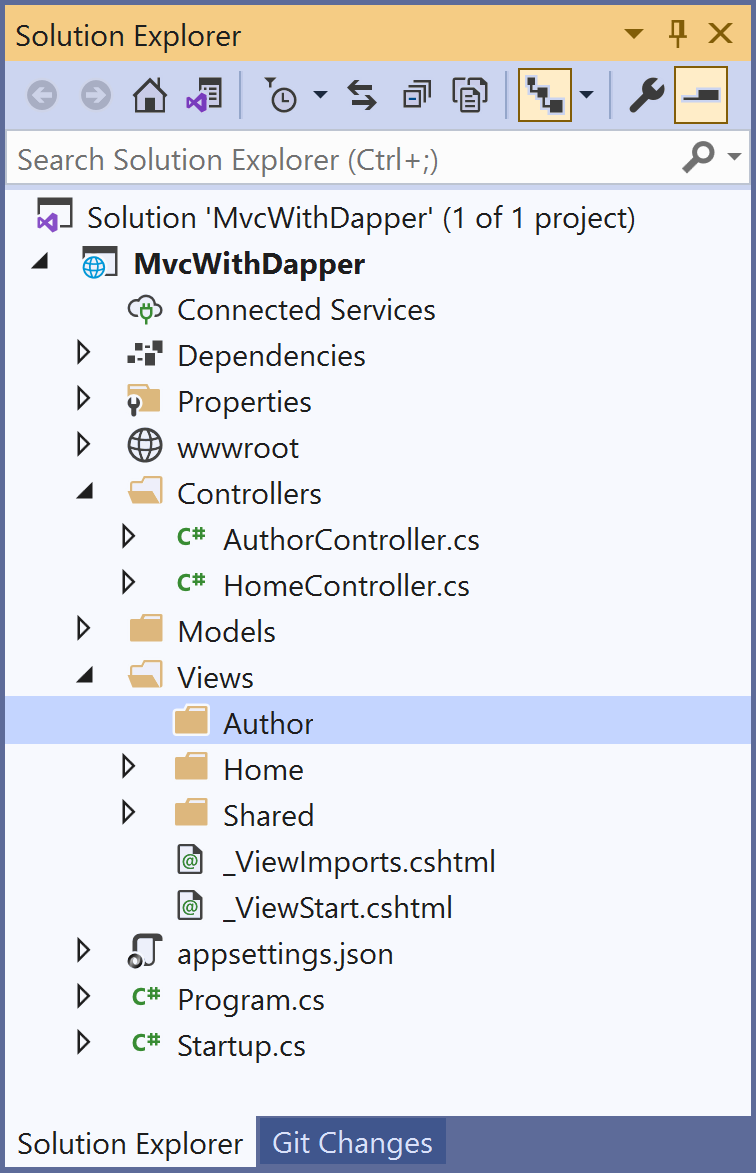 Solution Explorer
Search Solution Explorer (Ctrl+;)
Solution 'MvcWithDapper' (1 of 1 project)
MvcWithDapper
Connected Services
Dependencies
Properties
wwwroot
Controllers
C# AuthorController.cs
C# HomeController.cs
Models
Views
Author
Home
Shared
@ _ViewImports.cshtml
@ _ViewStart.cshtml
appsettings.json
C# Program.cs
C# Startup.cs
Solution Explorer Git Changes